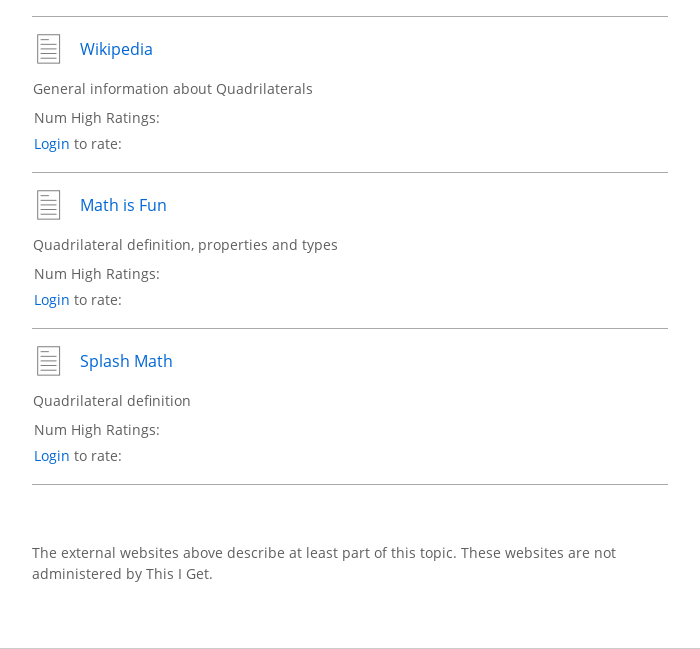 Wikipedia
General information about Quadrilaterals
Num High Ratings:
Login to rate:
Math is Fun
Quadrilateral definition, properties and types
Num High Ratings:
Login to rate:
Splash Math
Quadrilateral definition
Num High Ratings:
Login to rate:
The external websites above describe at least part of this topic. These websites are not
administered by This I Get.